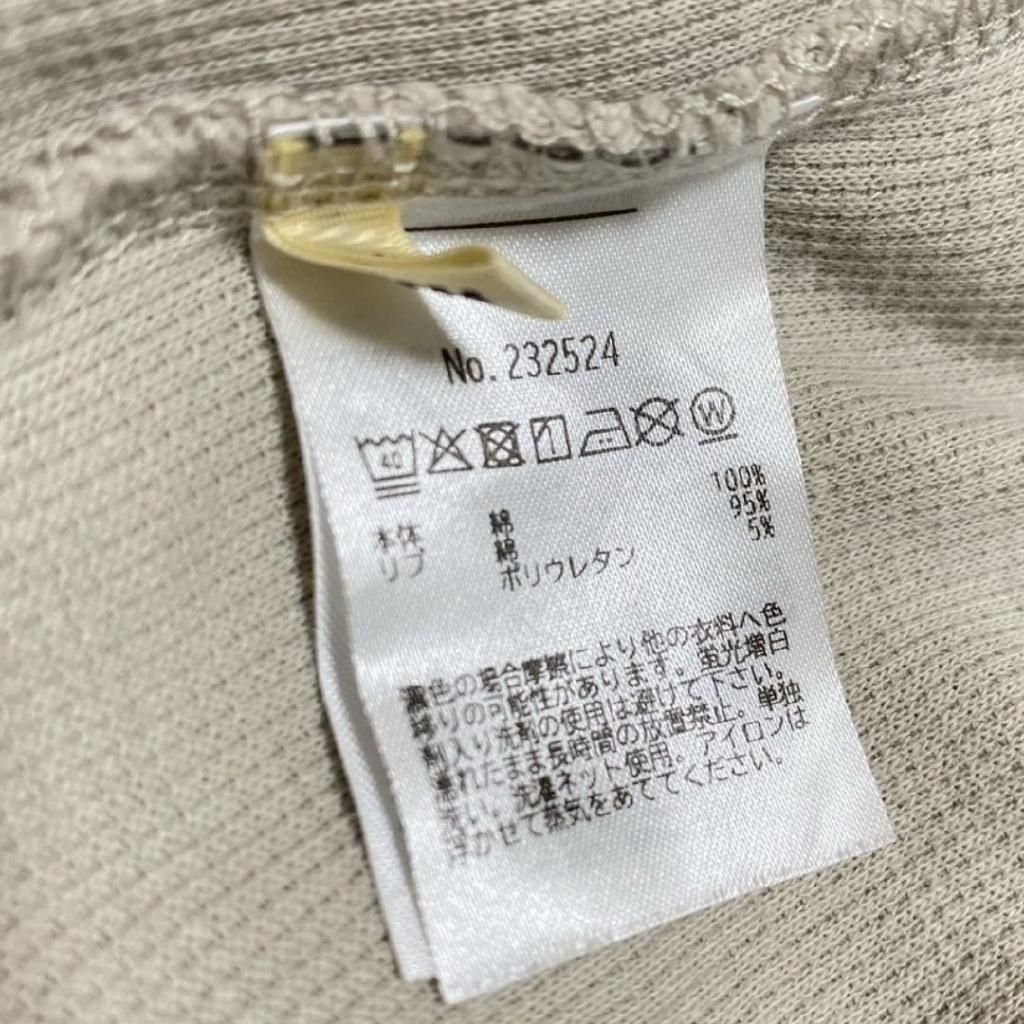 No. 232524
40
W
本体 綿 100%
リブ 綿 95%
ポリウレタン 5%
濃色の場合摩擦により他の衣料へ色
移りの可能性があります。蛍光増白
剤入り洗剤の使用は避けて下さい。
濡れたまま長時間の放置禁止。単独
洗い。洗濯ネット使用。アイロンは
浮かせて蒸気をあててください。